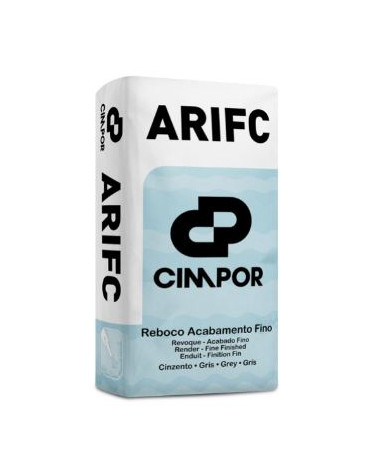 ARIFC
CIMPOR
Reboco Acabamento Fino
Revoque - Acabado Fino
Render - Fine Finished
Enduit - Finition Fin
Cinzento • Gris • Grey • Gris
CIMPOR
ARIFC